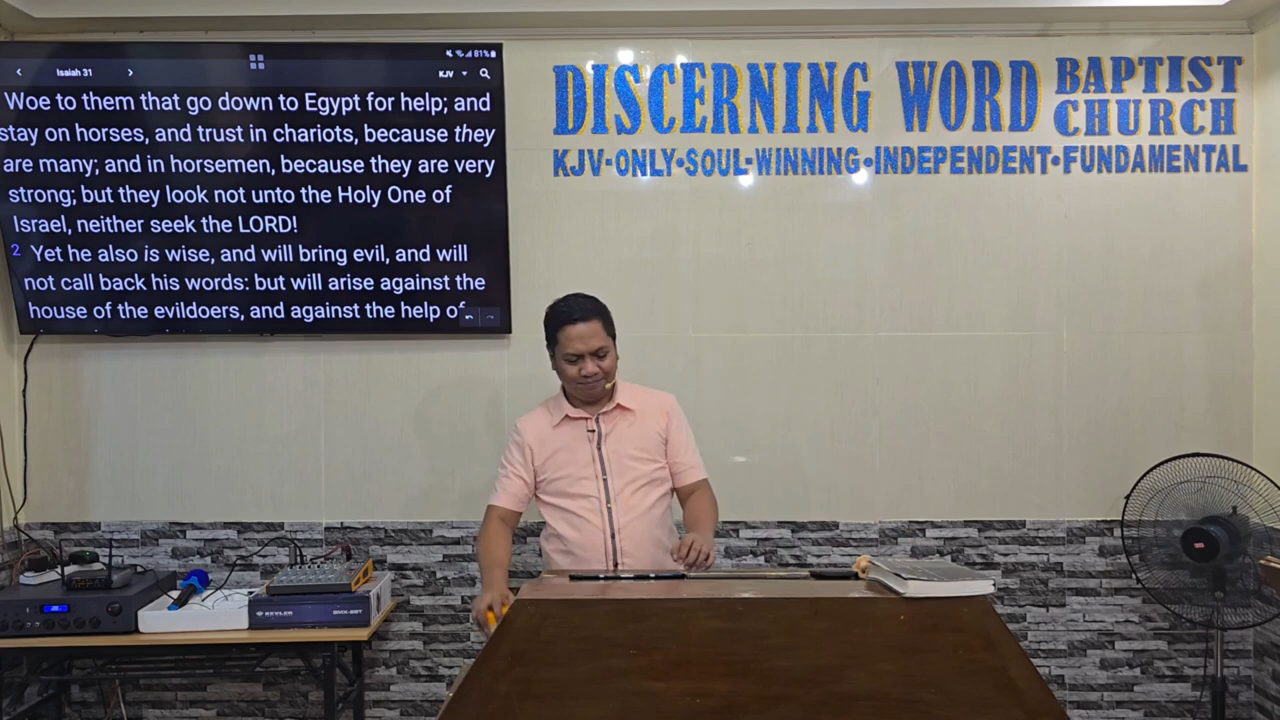 81%
Isaiah 31
KJV
Woe to them that go down to Egypt for help; and
stay on horses, and trust in chariots, because they
are many; and in horsemen, because they are very
strong; but they look not unto the Holy One of
Israel, neither seek the LORD!
2 Yet he also is wise, and will bring evil, and will
not call back his words: but will arise against the
house of the evildoers, and against the help of
DISCERNING WORD BAPTIST
CHURCH
KJV-ONLY•SOUL-WINNING•INDEPENDENT•FUNDAMENTAL
KEVLER